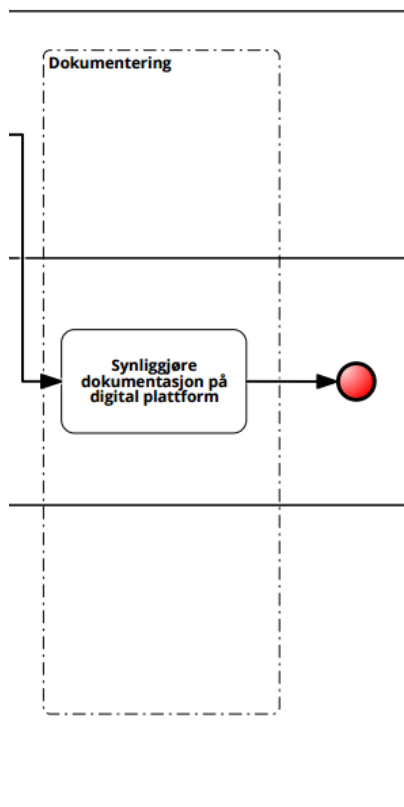 Dokumentering
Synliggjøre
dokumentasjon på
digital plattform